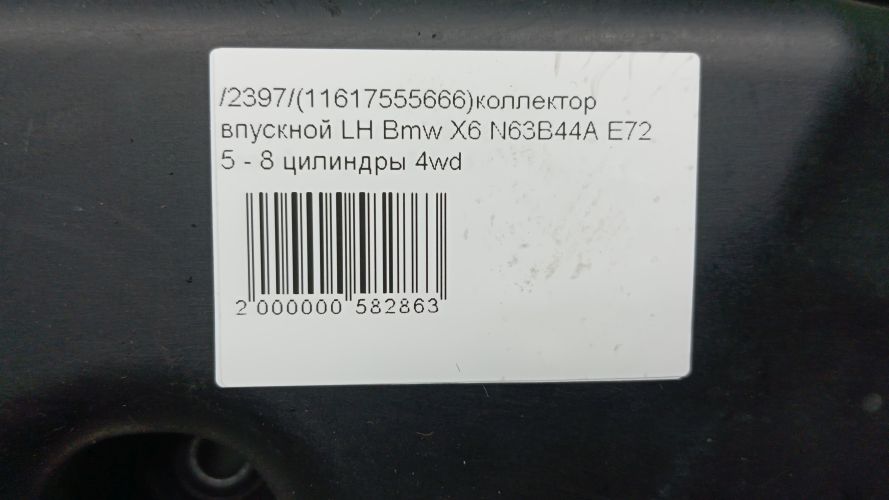 /2397/(11617555666)коллектор
впускной LH Bmw X6 N63B44A E72
5 - 8 цилиндры 4wd
2 000000 582863